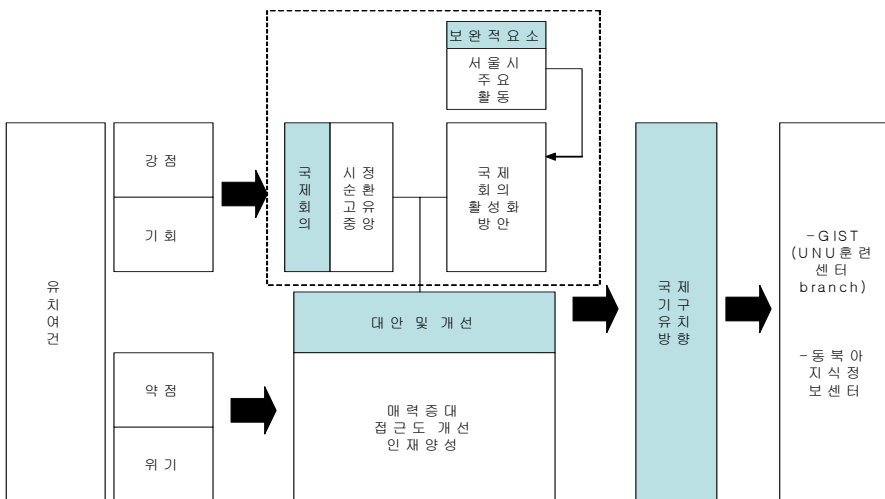 유
치
여
건
강 점
기 회
약 점
위 기
국
제
회
의
시 정
순 환
고 유
중 앙
보 완 적 요 소
서 울 시
주 요
활 동
국 제
회 의
활 성 화
방 안
대 안 및 개 선
매 력 증 대
접 근 도 개 선
인 재 양 성
국 제
기 구
유 치
방 향
-GIST
(UNU훈련
센터
branch)
-동북아
지식정
보센터